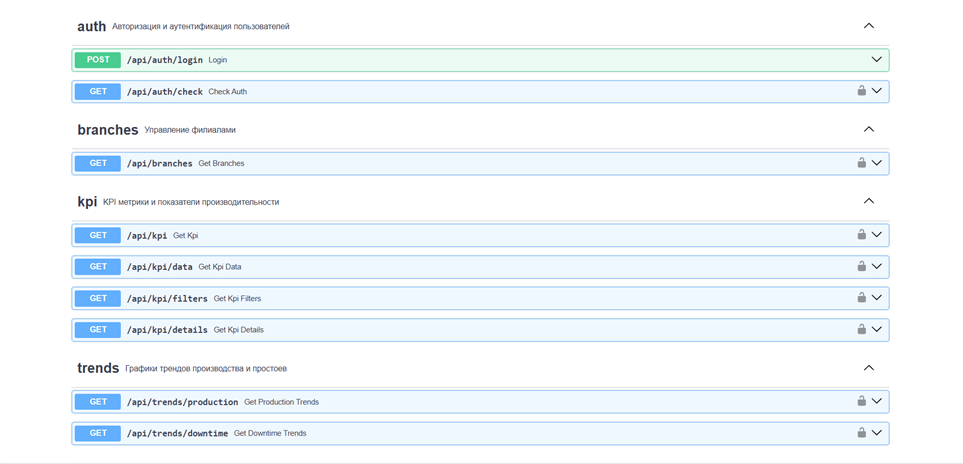 auth Авторизация и аутентификация пользователей
POST /api/auth/login Login
GET /api/auth/check Check Auth
branches Управление филиалами
GET /api/branches Get Branches
kpi KPI метрики и показатели производительности
GET /api/kpi Get Kpi
GET /api/kpi/data Get Kpi Data
GET /api/kpi/filters Get Kpi Filters
GET /api/kpi/details Get Kpi Details
trends Графики трендов производства и простоев
GET /api/trends/production Get Production Trends
GET /api/trends/downtime Get Downtime Trends